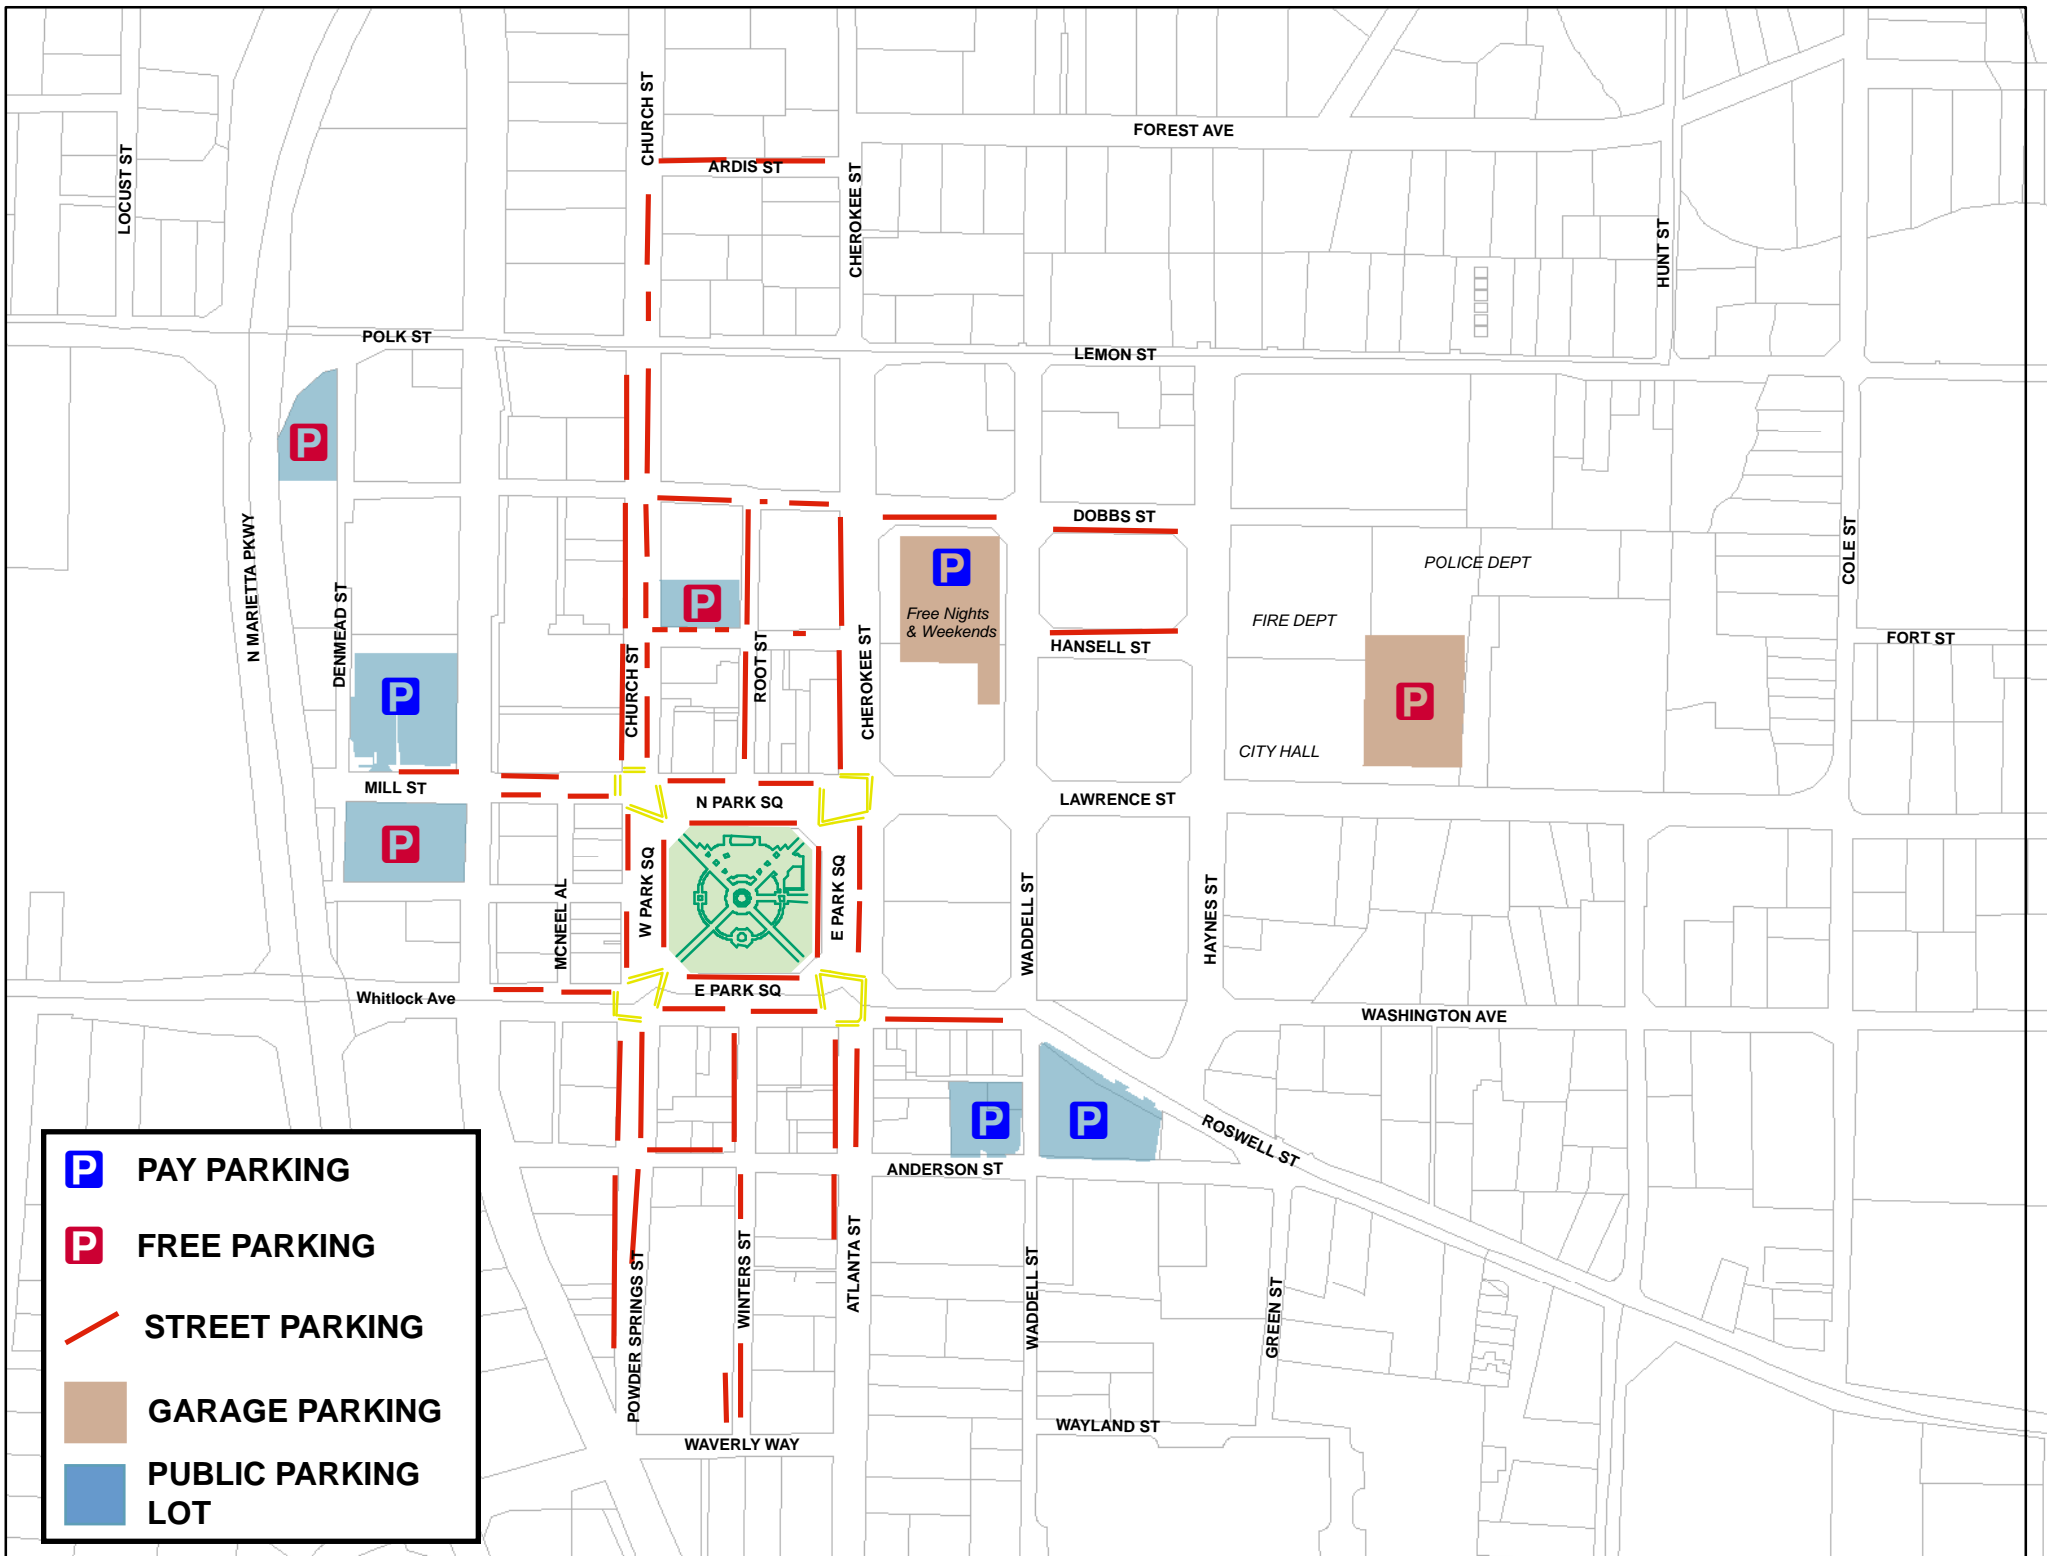 CHURCH ST
FOREST AVE
LOCUST ST
ARDIS ST
CHEROKEE ST
HUNT ST
POLK ST
LEMON ST
P
N MARIETTA PKWY
DOBBS ST
COLE ST
P
Free Nights
& Weekends
POLICE DEPT
DENMEAD ST
P
FIRE DEPT
HANSELL ST
FORT ST
CHURCH ST
ROOT ST
CHEROKEE ST
P
P
CITY HALL
MILL ST
N PARK SQ
LAWRENCE ST
P
W PARK SQ
E PARK SQ
MCNEEL AL
WADDELL ST
HAYNES ST
Whitlock Ave
E PARK SQ
WASHINGTON AVE
P
P
ROSWELL ST
ANDERSON ST
POWDER SPRINGS ST
WINTERS ST
ATLANTA ST
WADDELL ST
GREEN ST
WAVERLY WAY
WAYLAND ST
P PAY PARKING
P FREE PARKING
STREET PARKING
GARAGE PARKING
PUBLIC PARKING
LOT